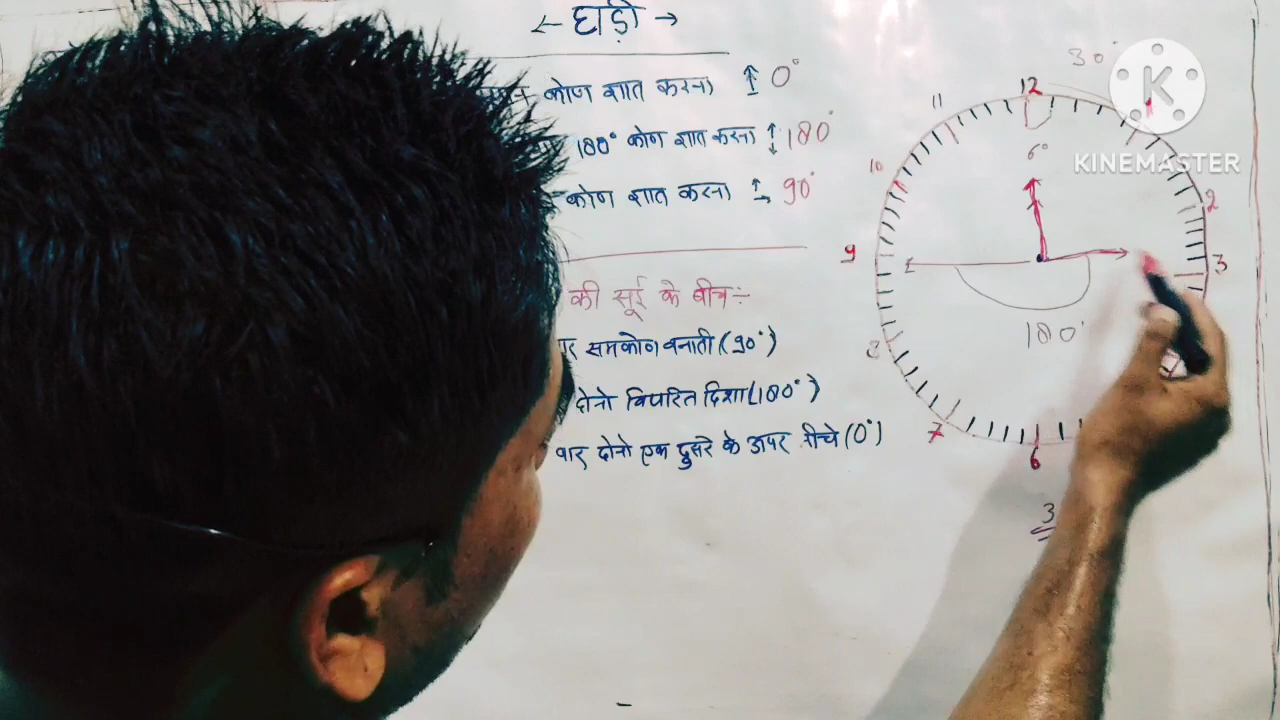 ← घड़ी →
कोण ज्ञात करना 0°
180° कोण ज्ञात करना 180°
कोण ज्ञात करना 90°
की सूई के बीच :-
समकोण बनाती (90°)
दोनो विपरित दिशा (180°)
वार दोनो एक दुसरे के ऊपर नीचे (0°)
30°
12
11
10
9
8
7
6
3
2
6°
180°
3
K
KINEMASTER